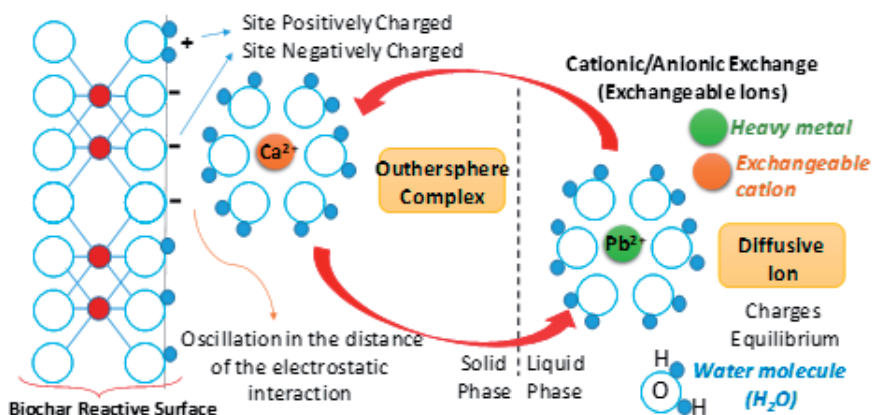 Site Positively Charged
Site Negatively Charged
+
-
-
-
Ca²⁺
Outhersphere
Complex
Cationic/Anionic Exchange
(Exchangeable Ions)
Heavy metal
Exchangeable
cation
Pb²⁺
Diffusive
Ion
Charges
Equilibrium
Oscillation in the distance
of the electrostatic
interaction
Solid
Phase
Liquid
Phase
H
O
H
Water molecule
(H₂O)
Biochar Reactive Surface